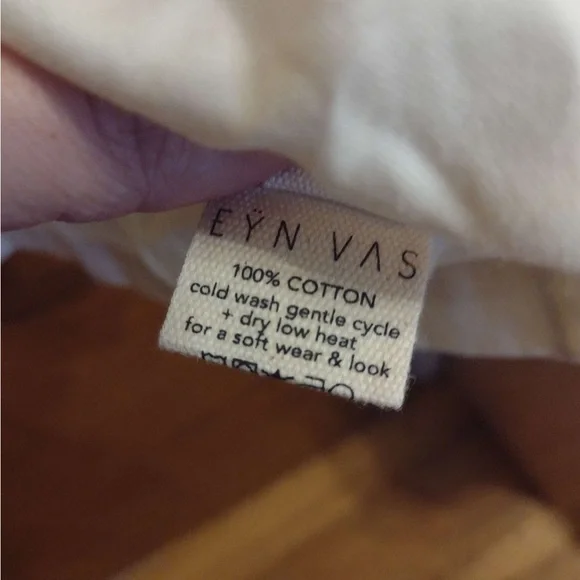 EŸN VAS
100% COTTON
cold wash gentle cycle
+ dry low heat
for a soft wear & look